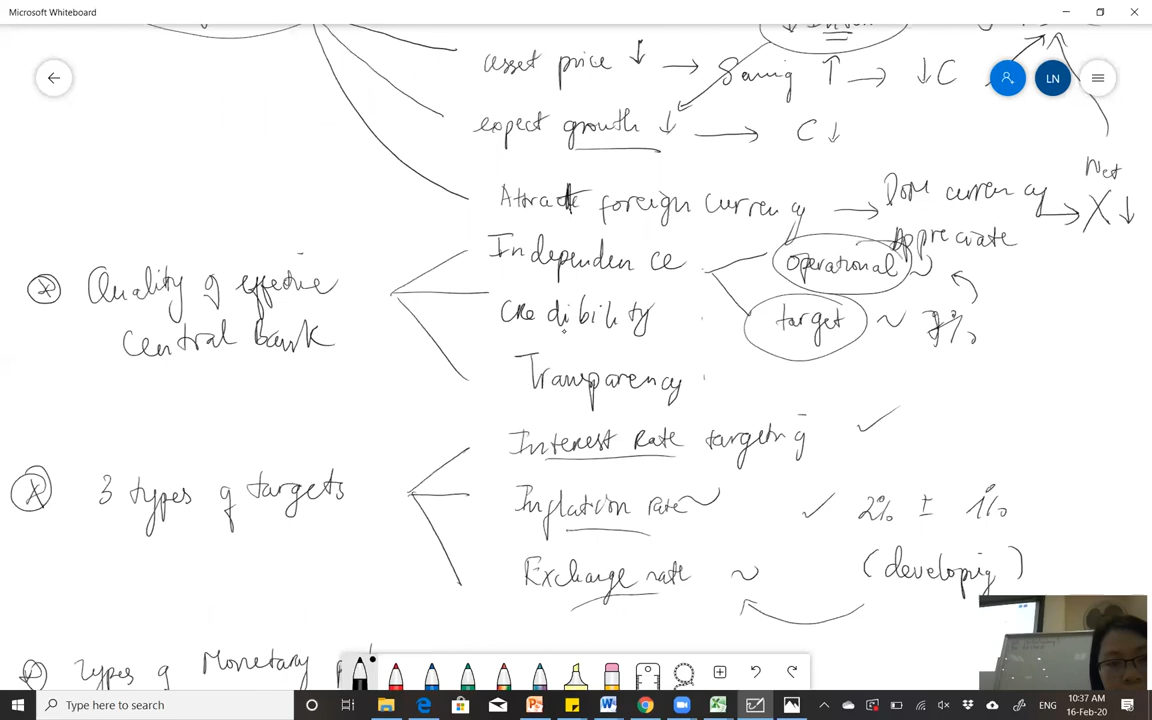 Microsoft Whiteboard
asset price ↓ → Saving ↑ → ↓ C
LN
expect growth ↓ → C ↓
Net
Attract foreign currency → Dom currency → X ↓
Appreciate
Independence
operational ~
Quality of effective
central bank
Credibility
target ~ %
Transparency
3 types of targets
Interest Rate targeting ✓
Inflation rate ~ ✓ 2% ± 1%
Exchange rate ~ (developing)
Types of Monetary
Type here to search
ENG
10:37 AM
16-Feb-20